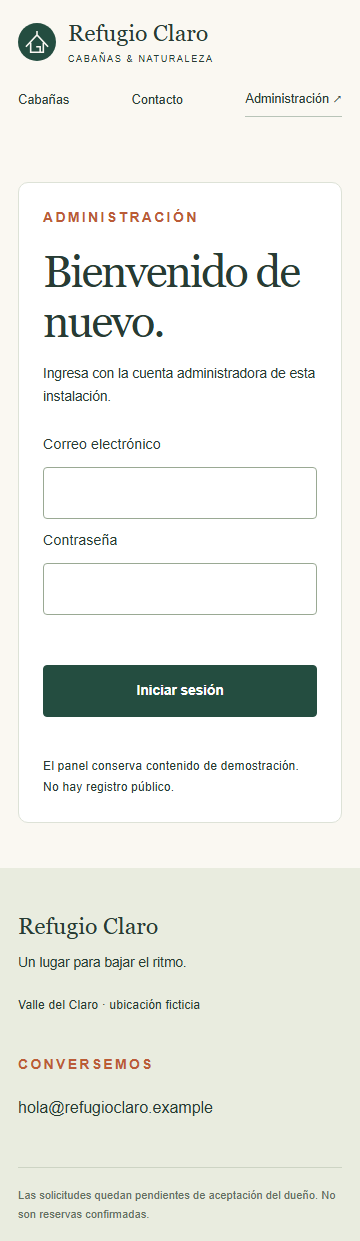 Refugio Claro
CABAÑAS & NATURALEZA
Cabañas
Contacto
Administración ↗
ADMINISTRACIÓN
Bienvenido de
nuevo.
Ingresa con la cuenta administradora de esta
instalación.
Correo electrónico
Contraseña
Iniciar sesión
El panel conserva contenido de demostración.
No hay registro público.
Refugio Claro
Un lugar para bajar el ritmo.
Valle del Claro · ubicación ficticia
CONVERSEMOS
hola@refugioclaro.example
Las solicitudes quedan pendientes de aceptación del dueño. No
son reservas confirmadas.